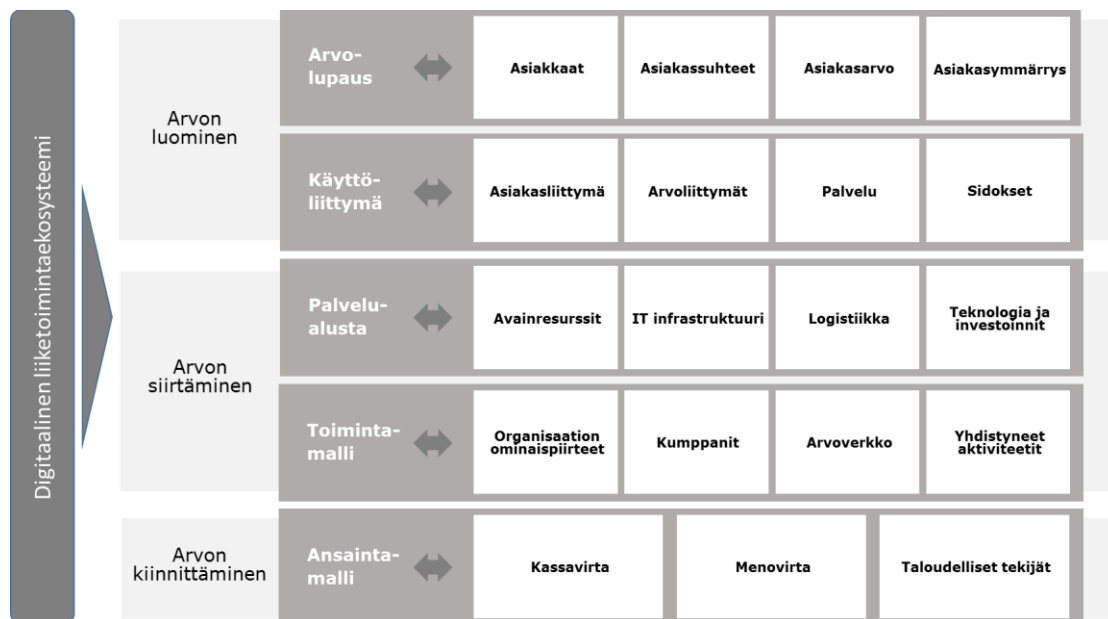 Digitaalinen liiketoimintaekosysteemi
Arvon
luominen
Arvo-
lupaus
Asiakkaat
Asiakassuhteet
Asiakasarvo
Asiakasymmärrys
Käyttö-
liittymä
Asiakasliittymä
Arvoliittymät
Palvelu
Sidokset
Arvon
siirtäminen
Palvelu-
alusta
Avainresurssit
IT infrastruktuuri
Logistiikka
Teknologia ja
investoinnit
Toiminta-
malli
Organisaation
ominaispiirteet
Kumppanit
Arvoverkko
Yhdistyneet
aktiviteetit
Arvon
kiinnittäminen
Ansainta-
malli
Kassavirta
Menovirta
Taloudelliset tekijät